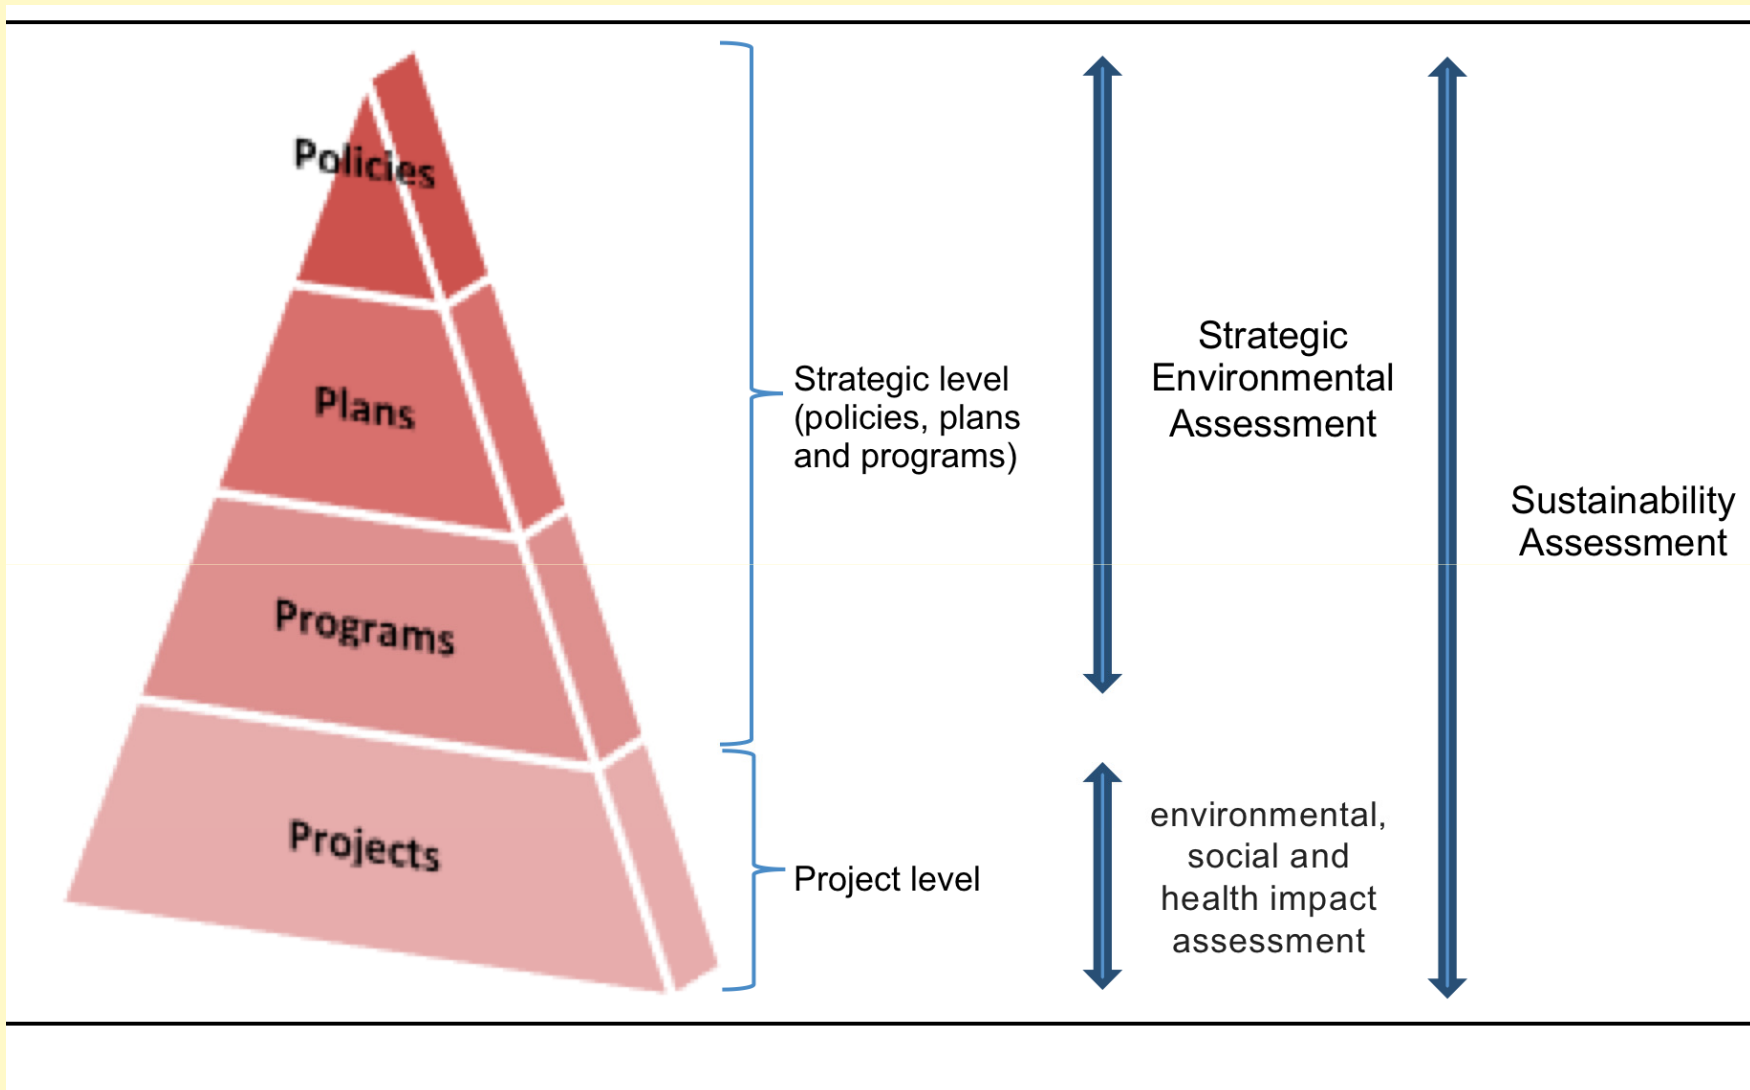 Policies
Plans
Programs
Projects
Strategic level
(policies, plans
and programs)
Project level
Strategic
Environmental
Assessment
environmental,
social and
health impact
assessment
Sustainability
Assessment